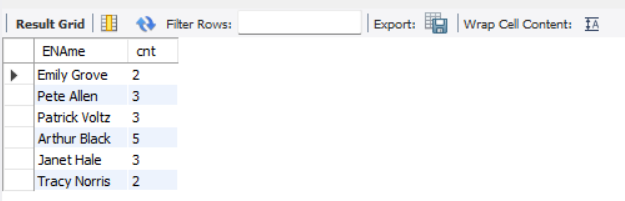 Result Grid Filter Rows: Export: Wrap Cell Content: IA
EName cnt
Emily Grove 2
Pete Allen 3
Patrick Voltz 3
Arthur Black 5
Janet Hale 3
Tracy Norris 2